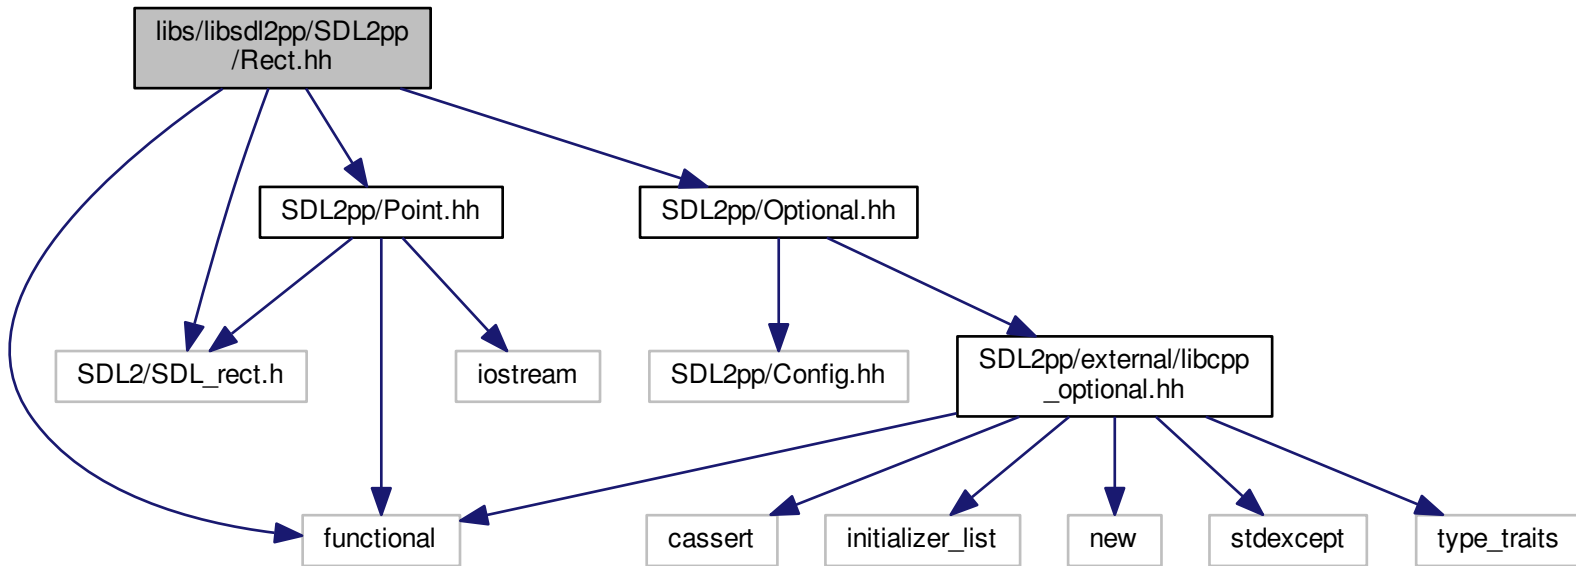 libs/libsdl2pp/SDL2pp
/Rect.hh
SDL2pp/Point.hh
SDL2pp/Optional.hh
SDL2/SDL_rect.h
iostream
SDL2pp/Config.hh
SDL2pp/external/libcpp
_optional.hh
functional
cassert
initializer_list
new
stdexcept
type_traits